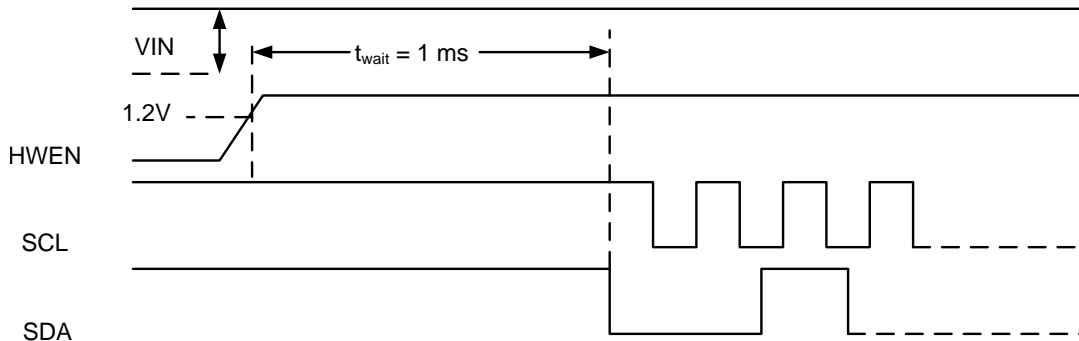 VIN
t_wait = 1 ms
1.2V
HWEN
SCL
SDA